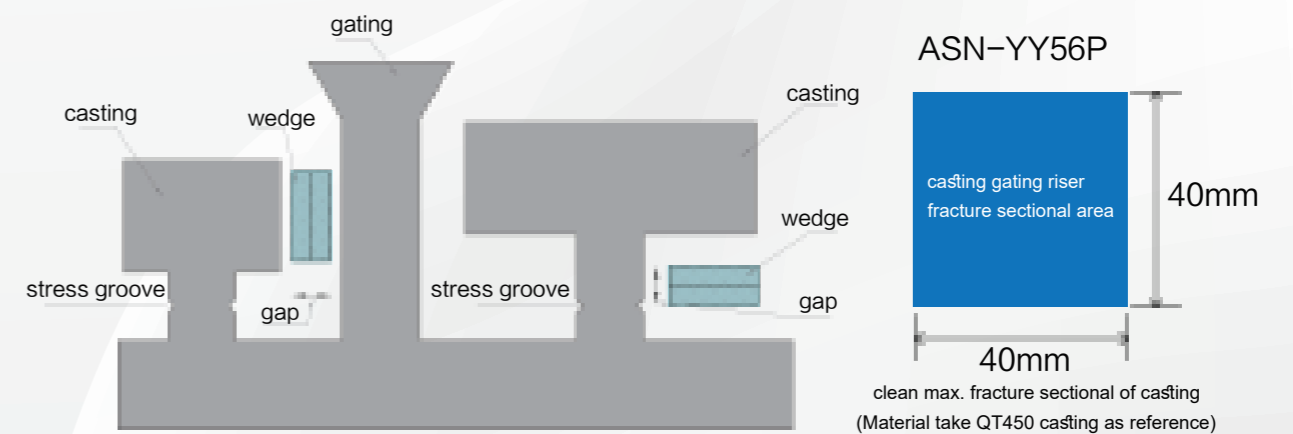 gating
casting
wedge
casting
wedge
stress groove
gap
stress groove
gap
ASN-YY56P
casting gating riser
fracture sectional area
40mm
40mm
clean max. fracture sectional of casting
(Material take QT450 casting as reference)